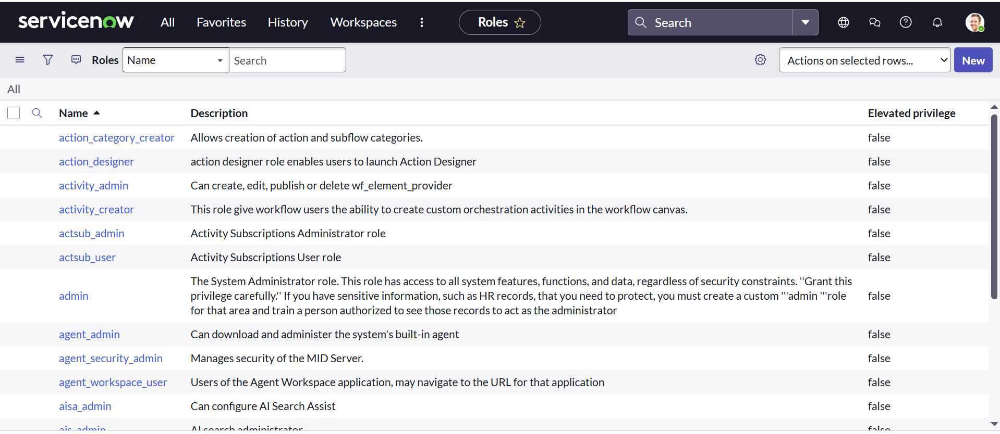 servicenow All Favorites History Workspaces Roles Search
Roles Name Search Actions on selected rows... New
All
Name Description Elevated privilege
action_category_creator Allows creation of action and subflow categories. false
action_designer action designer role enables users to launch Action Designer false
activity_admin Can create, edit, publish or delete wf_element_provider false
activity_creator This role give workflow users the ability to create custom orchestration activities in the workflow canvas. false
actsub_admin Activity Subscriptions Administrator role false
actsub_user Activity Subscriptions User role false
The System Administrator role. This role has access to all system features, functions, and data, regardless of security constraints. ''Grant this
admin privilege carefully.'' If you have sensitive information, such as HR records, that you need to protect, you must create a custom '''admin '''role false
for that area and train a person authorized to see those records to act as the administrator
agent_admin Can download and administer the system's built-in agent false
agent_security_admin Manages security of the MID Server. false
agent_workspace_user Users of the Agent Workspace application, may navigate to the URL for that application false
aisa_admin Can configure AI Search Assist false
ais_admin AI search administrator false